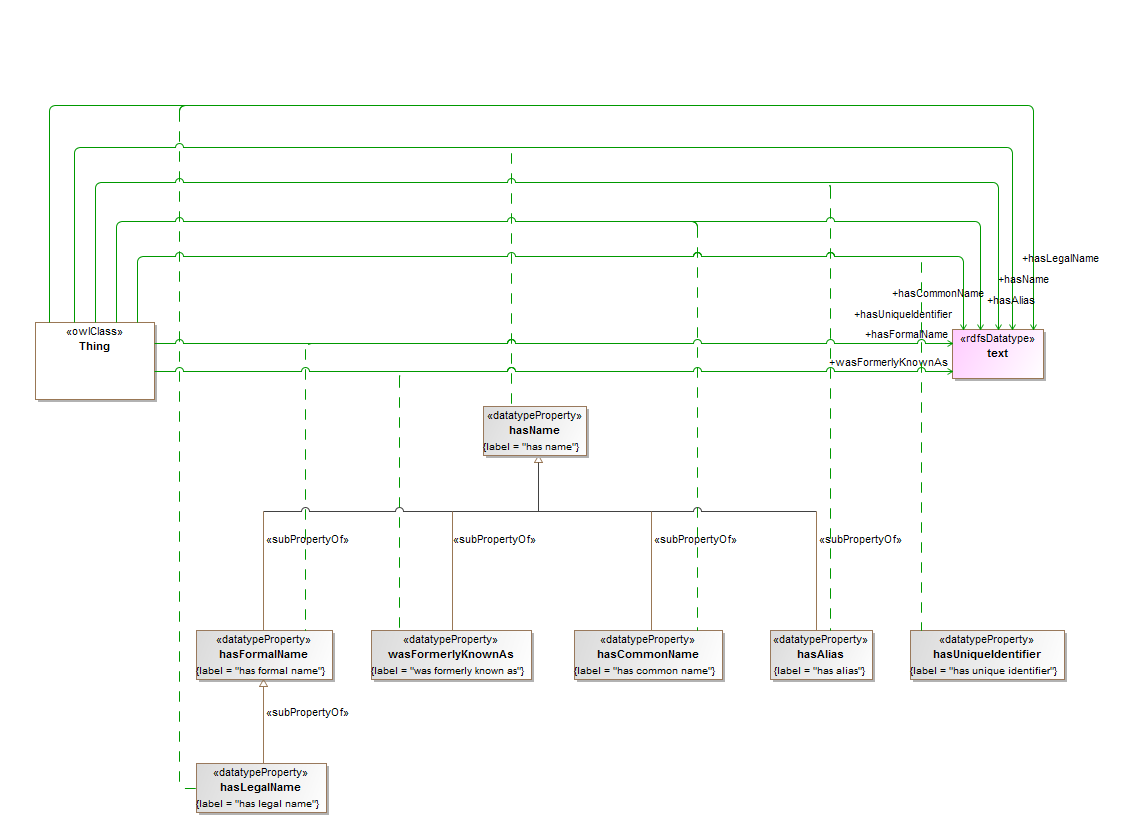 +hasLegalName
+hasName
+hasCommonName
+hasAlias
+hasUniqueIdentifier
«owlClass»
Thing
+hasFormalName
«rdfsDatatype»
text
+wasFormerlyKnownAs
«datatypeProperty»
hasName
{label = "has name"}
«subPropertyOf»
«subPropertyOf»
«subPropertyOf»
«subPropertyOf»
«datatypeProperty»
hasFormalName
{label = "has formal name"}
«datatypeProperty»
wasFormerlyKnownAs
{label = "was formerly known as"}
«datatypeProperty»
hasCommonName
{label = "has common name"}
«datatypeProperty»
hasAlias
{label = "has alias"}
«datatypeProperty»
hasUniqueIdentifier
{label = "has unique identifier"}
«subPropertyOf»
«datatypeProperty»
hasLegalName
{label = "has legal name"}